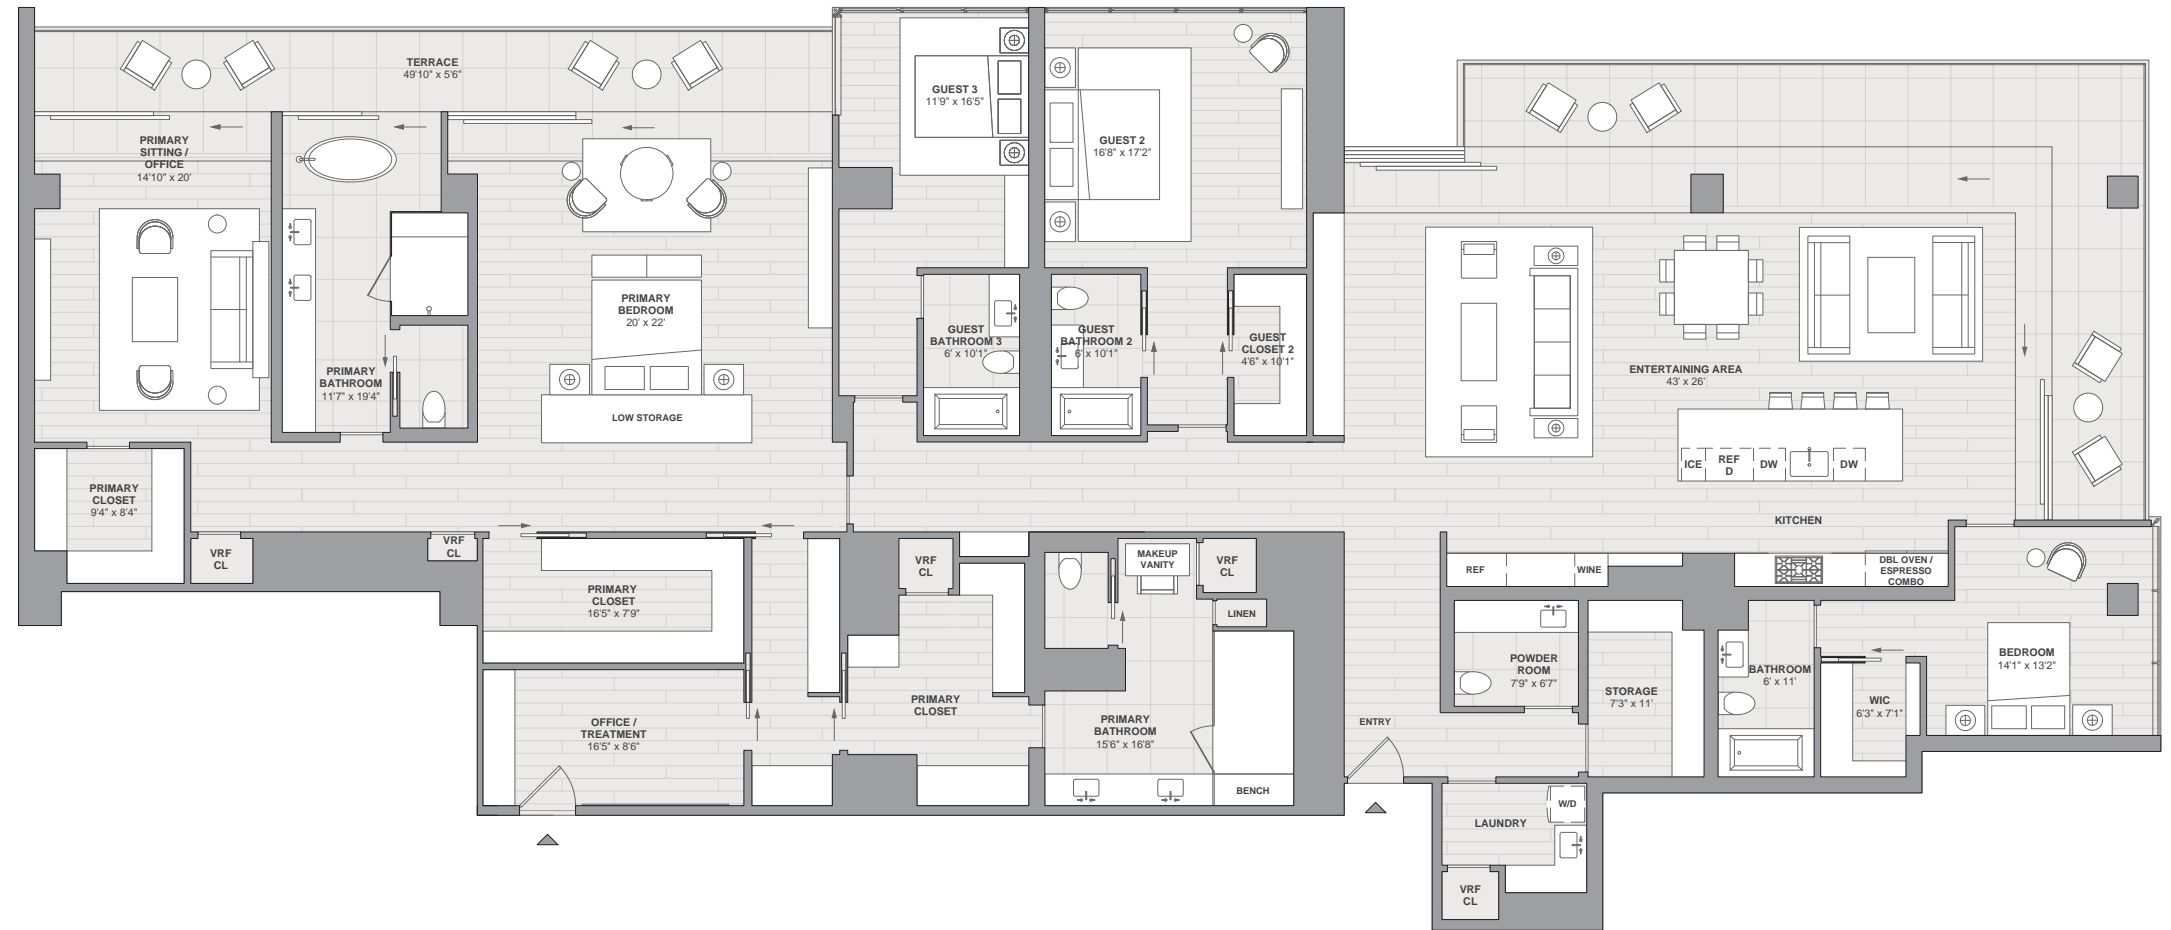 TERRACE
49'10" x 5'6"
PRIMARY
SITTING /
OFFICE
14'10" x 20'
GUEST 3
11'9" x 16'5"
GUEST 2
16'8" x 17'2"
PRIMARY
BEDROOM
20' x 22'
LOW STORAGE
PRIMARY
BATHROOM
11'7" x 19'4"
GUEST
BATHROOM 3
6' x 10'1"
GUEST
BATHROOM 2
6' x 10'1"
GUEST
CLOSET 2
4'6" x 10'1"
ENTERTAINING AREA
43' x 26'
ICE
REF
D
DW
DW
KITCHEN
PRIMARY
CLOSET
9'4" x 8'4"
VRF
CL
VRF
CL
PRIMARY
CLOSET
16'5" x 7'9"
OFFICE /
TREATMENT
16'5" x 8'6"
VRF
CL
PRIMARY
CLOSET
MAKEUP
VANITY
VRF
CL
LINEN
PRIMARY
BATHROOM
15'6" x 16'8"
BENCH
ENTRY
REF
WINE
DBL OVEN /
ESPRESSO
COMBO
POWDER
ROOM
7'9" x 6'7"
STORAGE
7'3" x 11'
BATHROOM
6' x 11'
WIC
6'3" x 7'1"
BEDROOM
14'1" x 13'2"
W/D
LAUNDRY
VRF
CL